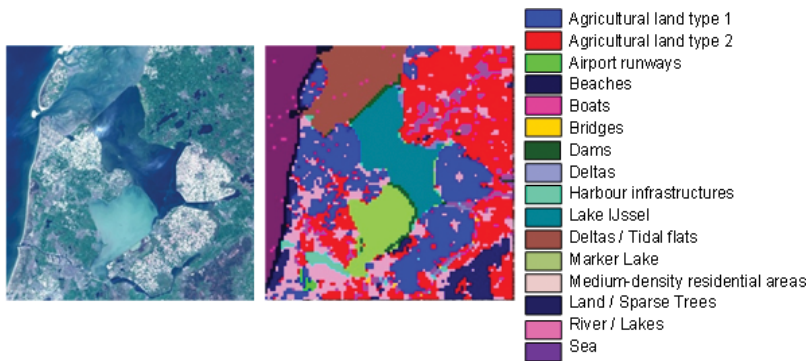 Agricultural land type 1
Agricultural land type 2
Airport runways
Beaches
Boats
Bridges
Dams
Deltas
Harbour infrastructures
Lake IJssel
Deltas / Tidal flats
Marker Lake
Medium-density residential areas
Land / Sparse Trees
River / Lakes
Sea